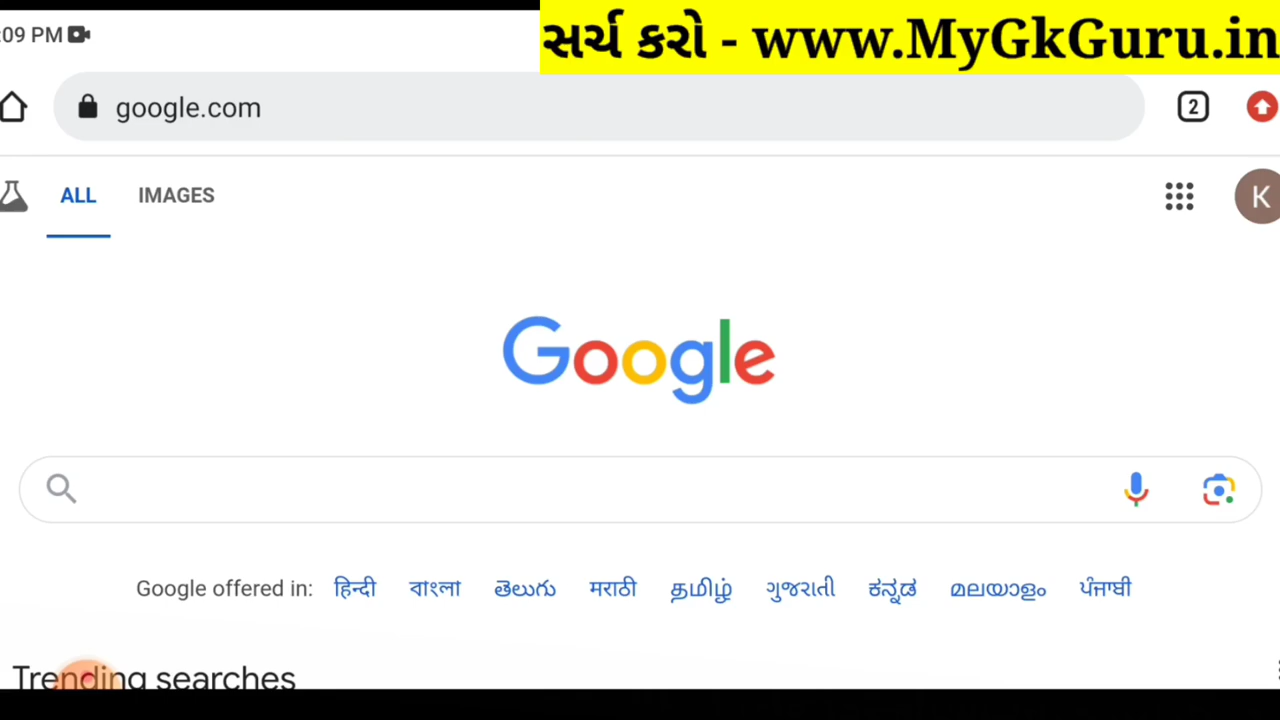 :09 PM
સર્ચ કરો - www.MyGkGuru.in
google.com
2
ALL IMAGES
K
Google
Google offered in: हिन्दी বাংলা తెలుగు मराठी தமிழ் ગુજરાતી ಕನ್ನಡ മലയാളം ਪੰਜਾਬੀ
Trending searches